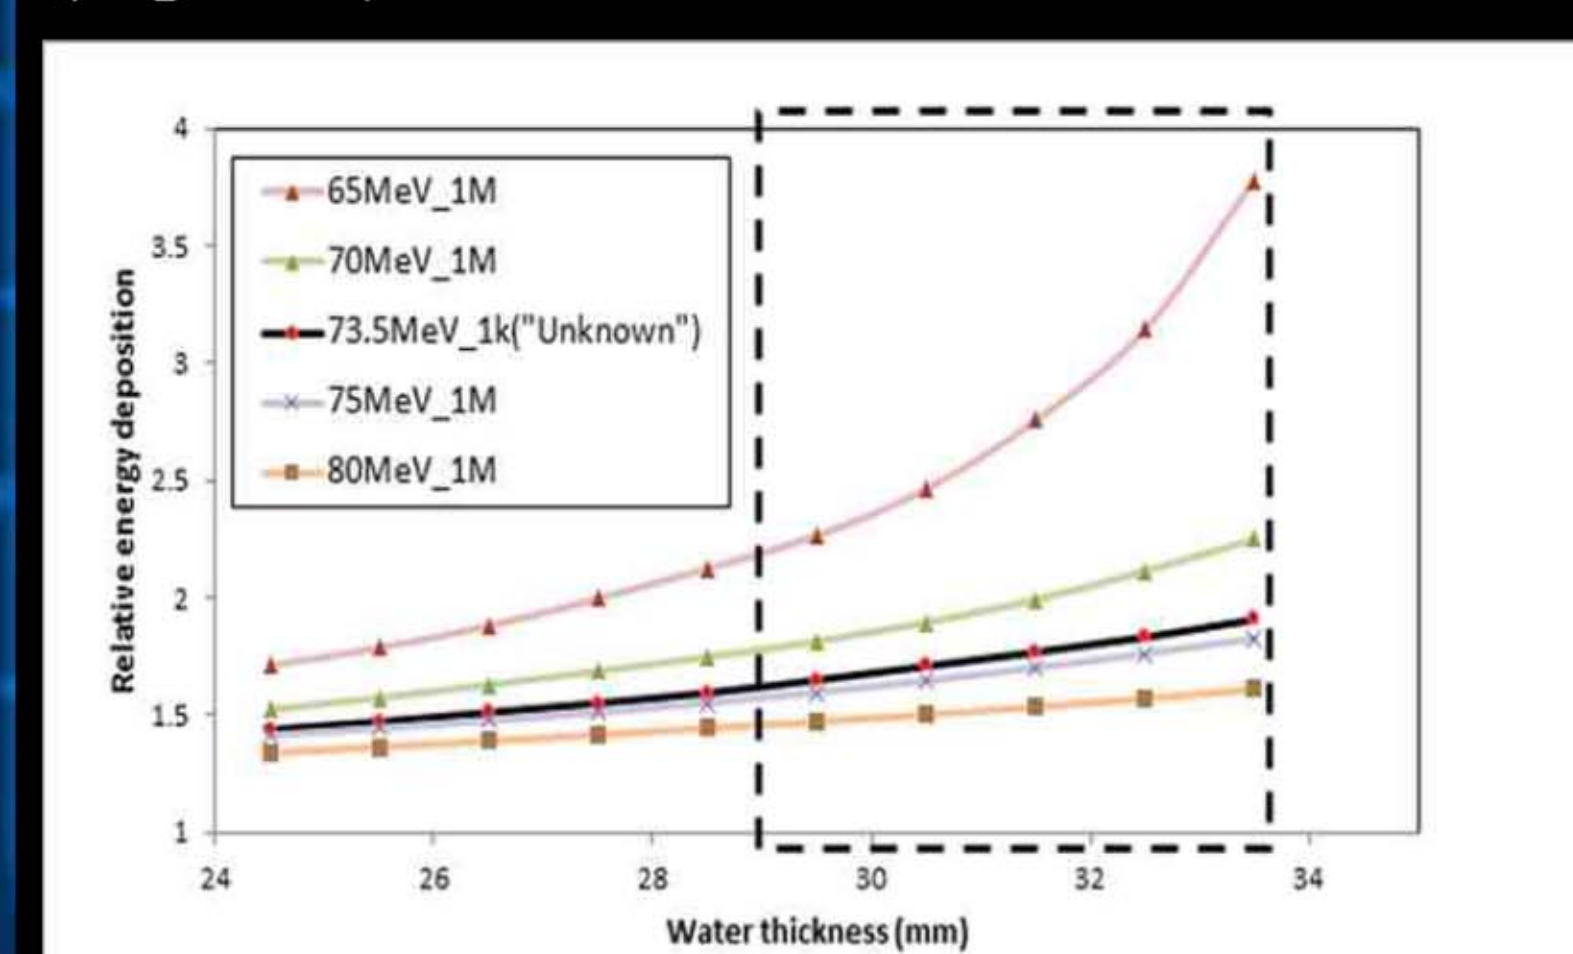 4
3.5
3
2.5
2
1.5
1
Relative energy deposition
65MeV_1M
70MeV_1M
73.5MeV_1k("Unknown")
75MeV_1M
80MeV_1M
24 26 28 30 32 34
Water thickness (mm)